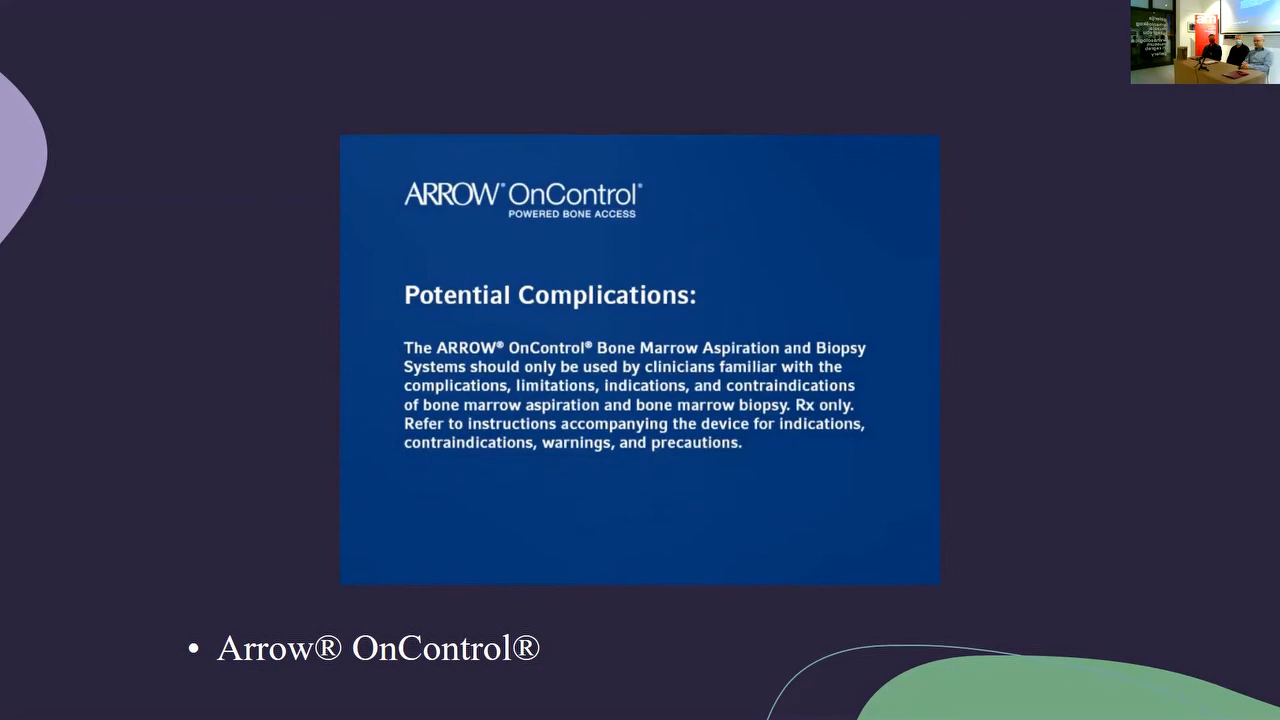 ARROW® OnControl®
POWERED BONE ACCESS
Potential Complications:
The ARROW® OnControl® Bone Marrow Aspiration and Biopsy
Systems should only be used by clinicians familiar with the
complications, limitations, indications, and contraindications
of bone marrow aspiration and bone marrow biopsy. Rx only.
Refer to instructions accompanying the device for indications,
contraindications, warnings, and precautions.
• Arrow® OnControl®